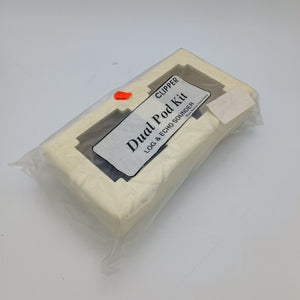 CLIPPER
Dual Pod Kit
LOG & ECHO SOUNDER